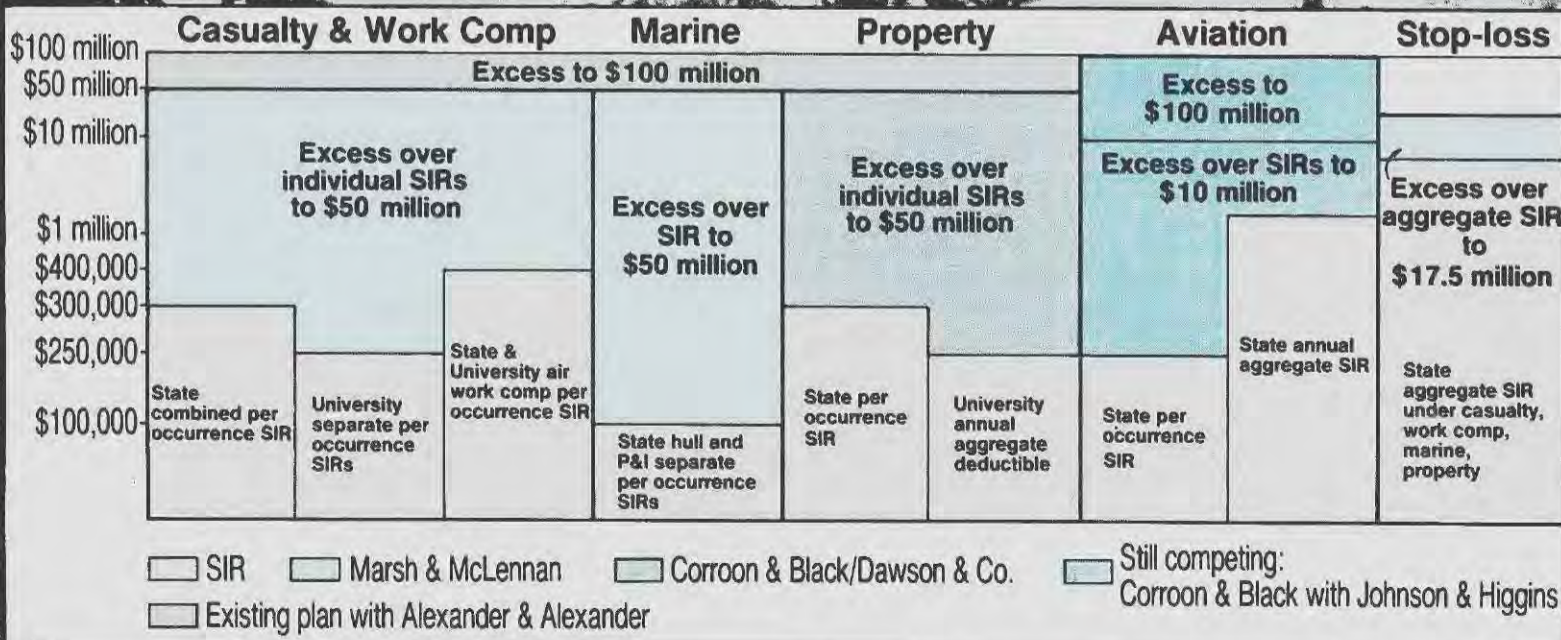 Casualty & Work Comp Marine Property Aviation Stop-loss
$100 million
$50 million
$10 million
$1 million
$400,000
$300,000
$250,000
$100,000
Excess to $100 million
Excess over
individual SIRs
to $50 million
State
combined per
occurrence SIR
University
separate per
occurrence
SIRs
State &
University air
work comp per
occurrence SIR
Excess over
SIR to
$50 million
State hull and
P&I separate
per occurrence
SIRs
Excess over
individual SIRs
to $50 million
State per
occurrence
SIR
University
annual
aggregate
deductible
Excess to
$100 million
Excess over SIRs to
$10 million
State per
occurrence
SIR
State annual
aggregate SIR
Excess over
aggregate SIR
to
$17.5 million
State
aggregate SIR
under casualty,
work comp,
marine,
property
SIR
Marsh & McLennan
Corroon & Black/Dawson & Co.
Still competing:
Corroon & Black with Johnson & Higgins
Existing plan with Alexander & Alexander